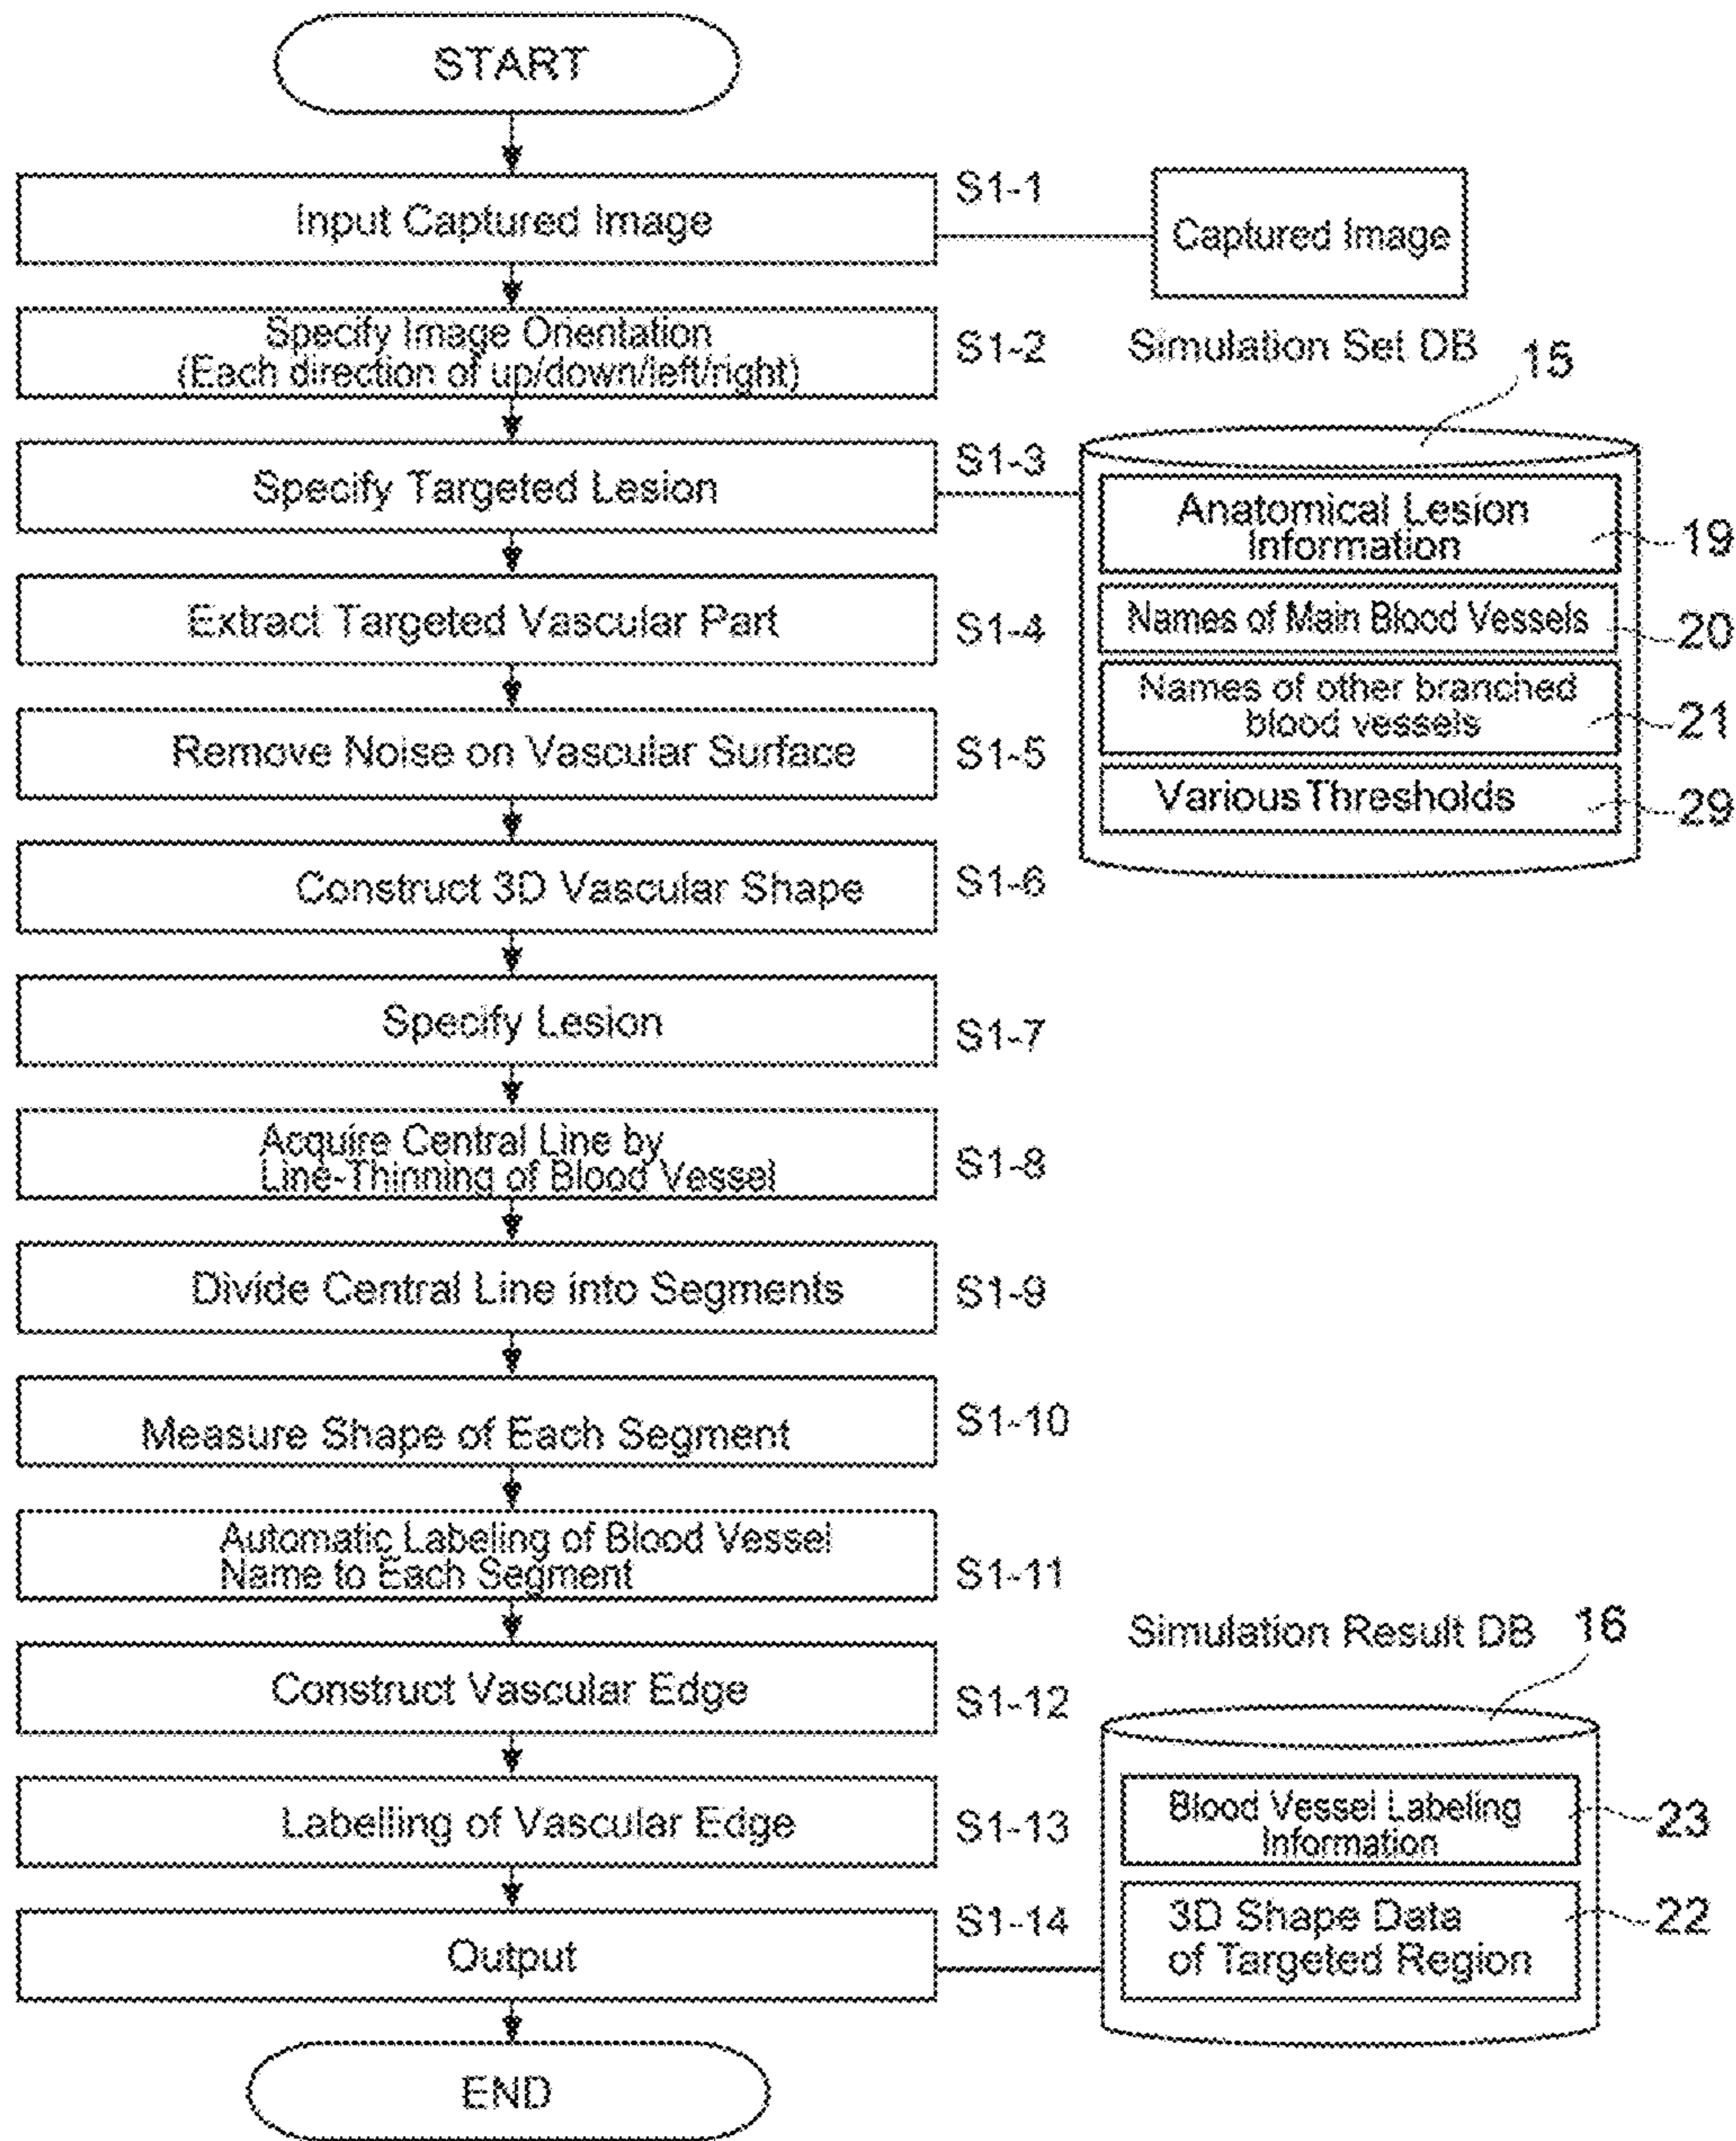 START
Input Captured Image
S1-1
Captured Image
Specify Image Orientation
(Each direction of up/down/left/right)
S1-2
Simulation Set DB
15
Specify Targeted Lesion
S1-3
Anatomical Lesion
Information
19
Names of Main Blood Vessels
20
Names of other branched
blood vessels
21
Various Thresholds
29
Extract Targeted Vascular Part
S1-4
Remove Noise on Vascular Surface
S1-5
Construct 3D Vascular Shape
S1-6
Specify Lesion
S1-7
Acquire Central Line by
Line-Thinning of Blood Vessel
S1-8
Divide Central Line into Segments
S1-9
Measure Shape of Each Segment
S1-10
Automatic Labeling of Blood Vessel
Name to Each Segment
S1-11
Construct Vascular Edge
S1-12
Simulation Result DB
16
Labelling of Vascular Edge
S1-13
Blood Vessel Labeling
Information
23
3D Shape Data
of Targeted Region
22
Output
S1-14
END